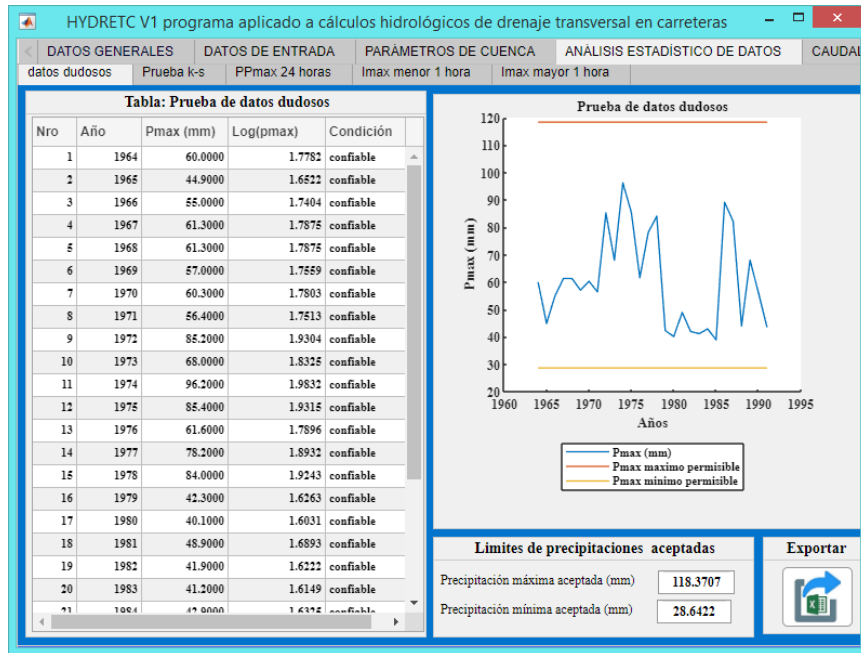 HYDRETC V1 programa aplicado a cálculos hidrológicos de drenaje transversal en carreteras
DATOS GENERALES DATOS DE ENTRADA PARÁMETROS DE CUENCA ANÁLISIS ESTADÍSTICO DE DATOS CAUDAL
datos dudosos Prueba k-s PPmax 24 horas Imax menor 1 hora Imax mayor 1 hora
Tabla: Prueba de datos dudosos
Nro Año Pmax (mm) Log(pmax) Condición
1 1964 60.0000 1.7782 confiable
2 1965 44.9000 1.6522 confiable
3 1966 55.0000 1.7404 confiable
4 1967 61.3000 1.7875 confiable
5 1968 61.3000 1.7875 confiable
6 1969 57.0000 1.7559 confiable
7 1970 60.3000 1.7803 confiable
8 1971 56.4000 1.7513 confiable
9 1972 85.2000 1.9304 confiable
10 1973 68.0000 1.8325 confiable
11 1974 96.2000 1.9832 confiable
12 1975 85.4000 1.9315 confiable
13 1976 61.6000 1.7896 confiable
14 1977 78.2000 1.8932 confiable
15 1978 84.0000 1.9243 confiable
16 1979 42.3000 1.6263 confiable
17 1980 40.1000 1.6031 confiable
18 1981 48.9000 1.6893 confiable
19 1982 41.9000 1.6222 confiable
20 1983 41.2000 1.6149 confiable
21 1984 42.9000 1.6325 confiable
Prueba de datos dudosos
120
110
100
90
80
70
60
50
40
30
20
Pmax (mm)
1960 1965 1970 1975 1980 1985 1990 1995
Años
Pmax (mm)
Pmax maximo permisible
Pmax minimo permisible
Limites de precipitaciones aceptadas
Precipitación máxima aceptada (mm) 118.3707
Precipitación mínima aceptada (mm) 28.6422
Exportar